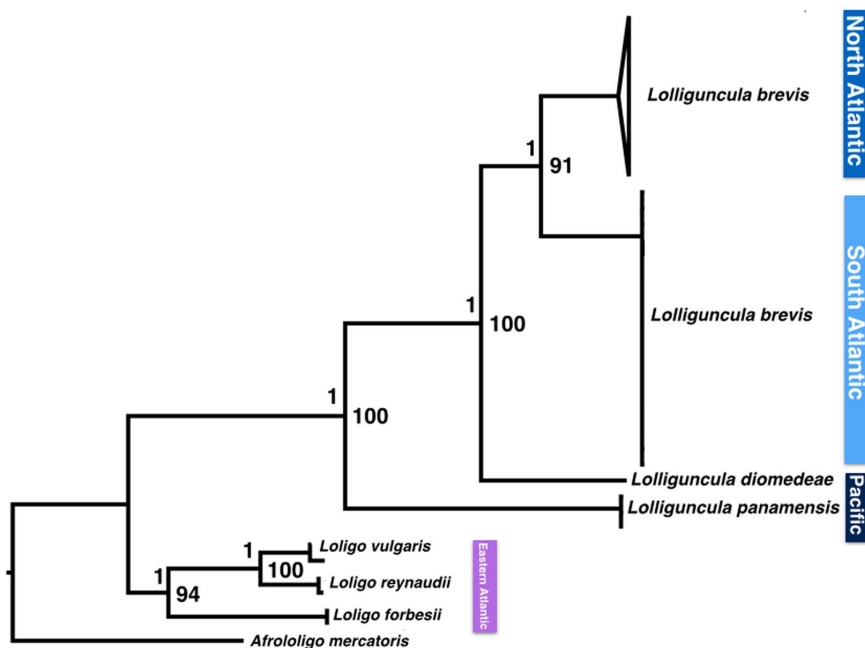 North Atlantic
Lolliguncula brevis
1
91
South Atlantic
1
100
Lolliguncula brevis
1
100
Lolliguncula diomedeae
Pacific
Lolliguncula panamensis
Eastern Atlantic
Loligo vulgaris
1
100
Loligo reynaudii
1
94
Loligo forbesii
Afrololigo mercatoris